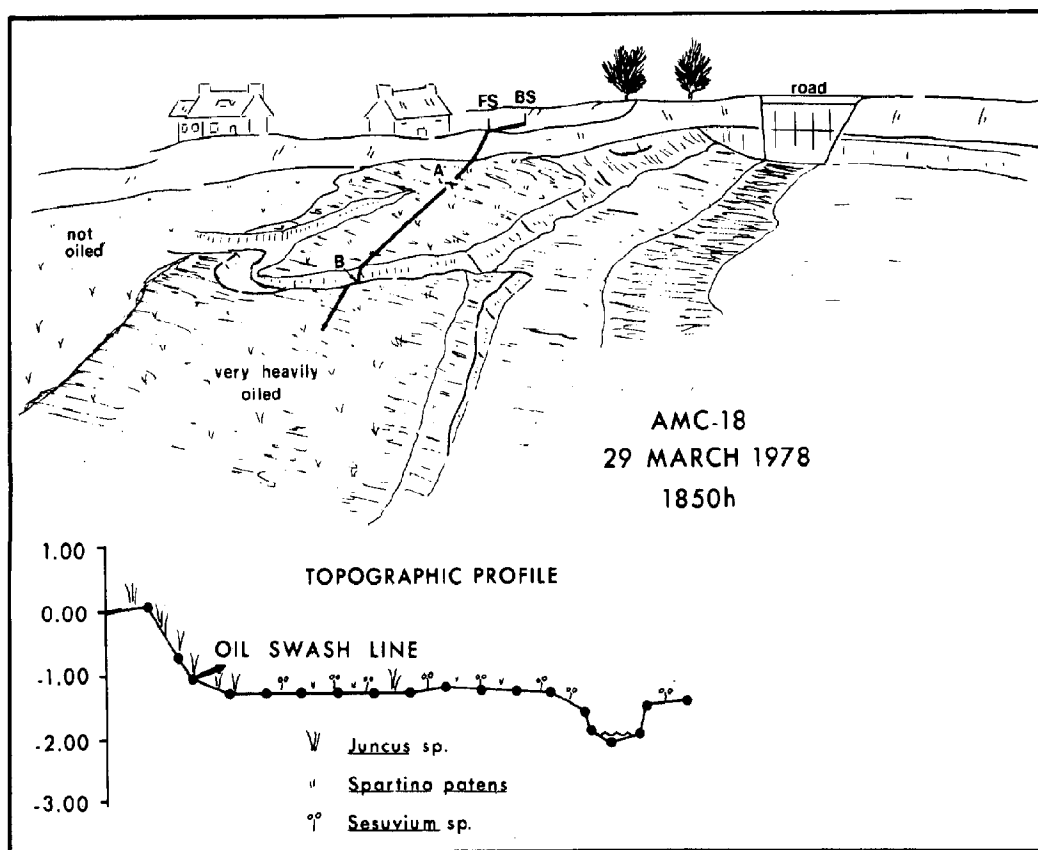 FS BS
road
A
not
oiled
B
very heavily
oiled
AMC-18
29 MARCH 1978
1850h
1.00
TOPOGRAPHIC PROFILE
0.00
OIL SWASH LINE
-1.00
-2.00
Juncus sp.
Spartina patens
-3.00
Sesuvium sp.